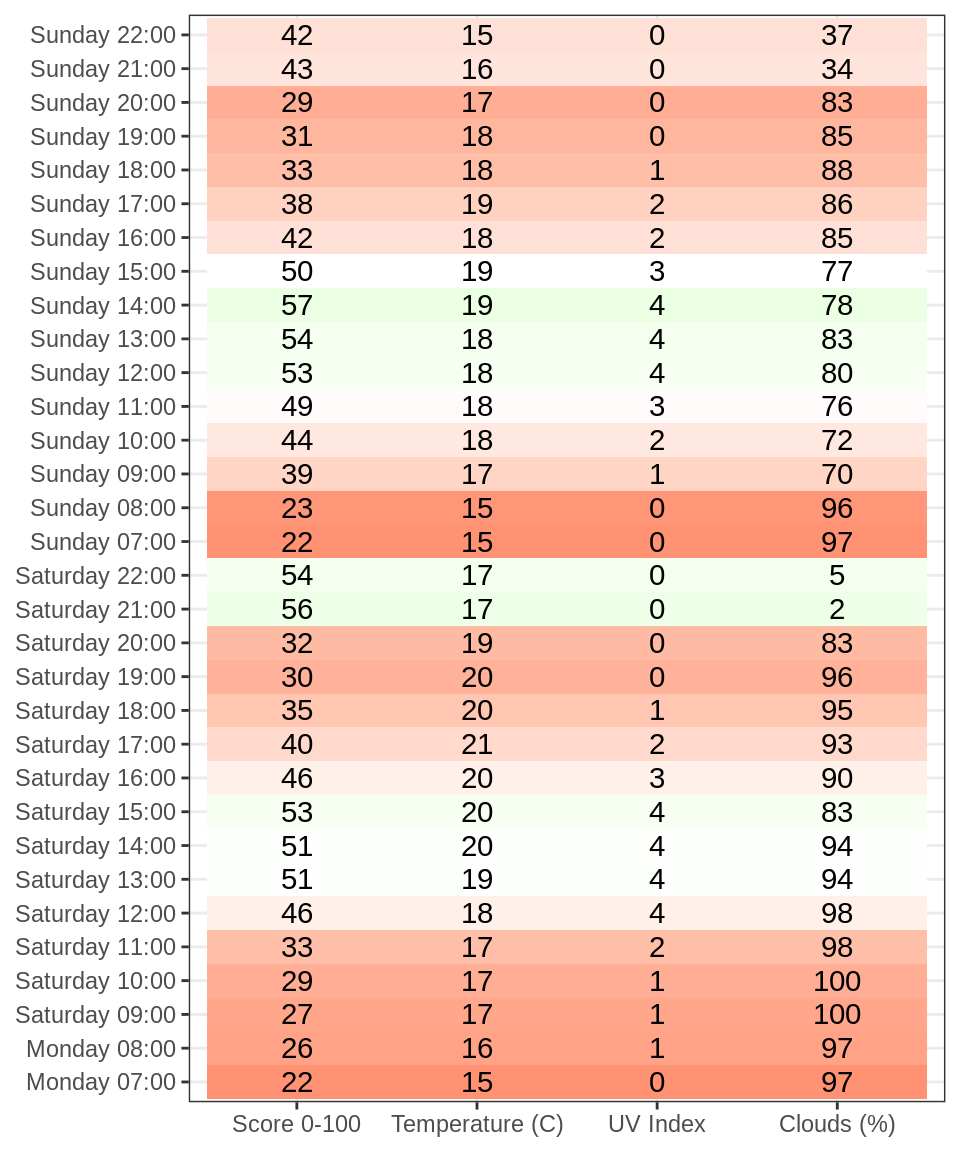 Sunday 22:00 42 15 0 37
Sunday 21:00 43 16 0 34
Sunday 20:00 29 17 0 83
Sunday 19:00 31 18 0 85
Sunday 18:00 33 18 1 88
Sunday 17:00 38 19 2 86
Sunday 16:00 42 18 2 85
Sunday 15:00 50 19 3 77
Sunday 14:00 57 19 4 78
Sunday 13:00 54 18 4 83
Sunday 12:00 53 18 4 80
Sunday 11:00 49 18 3 76
Sunday 10:00 44 18 2 72
Sunday 09:00 39 17 1 70
Sunday 08:00 23 15 0 96
Sunday 07:00 22 15 0 97
Saturday 22:00 54 17 0 5
Saturday 21:00 56 17 0 2
Saturday 20:00 32 19 0 83
Saturday 19:00 30 20 0 96
Saturday 18:00 35 20 1 95
Saturday 17:00 40 21 2 93
Saturday 16:00 46 20 3 90
Saturday 15:00 53 20 4 83
Saturday 14:00 51 20 4 94
Saturday 13:00 51 19 4 94
Saturday 12:00 46 18 4 98
Saturday 11:00 33 17 2 98
Saturday 10:00 29 17 1 100
Saturday 09:00 27 17 1 100
Monday 08:00 26 16 1 97
Monday 07:00 22 15 0 97
Score 0-100 Temperature (C) UV Index Clouds (%)